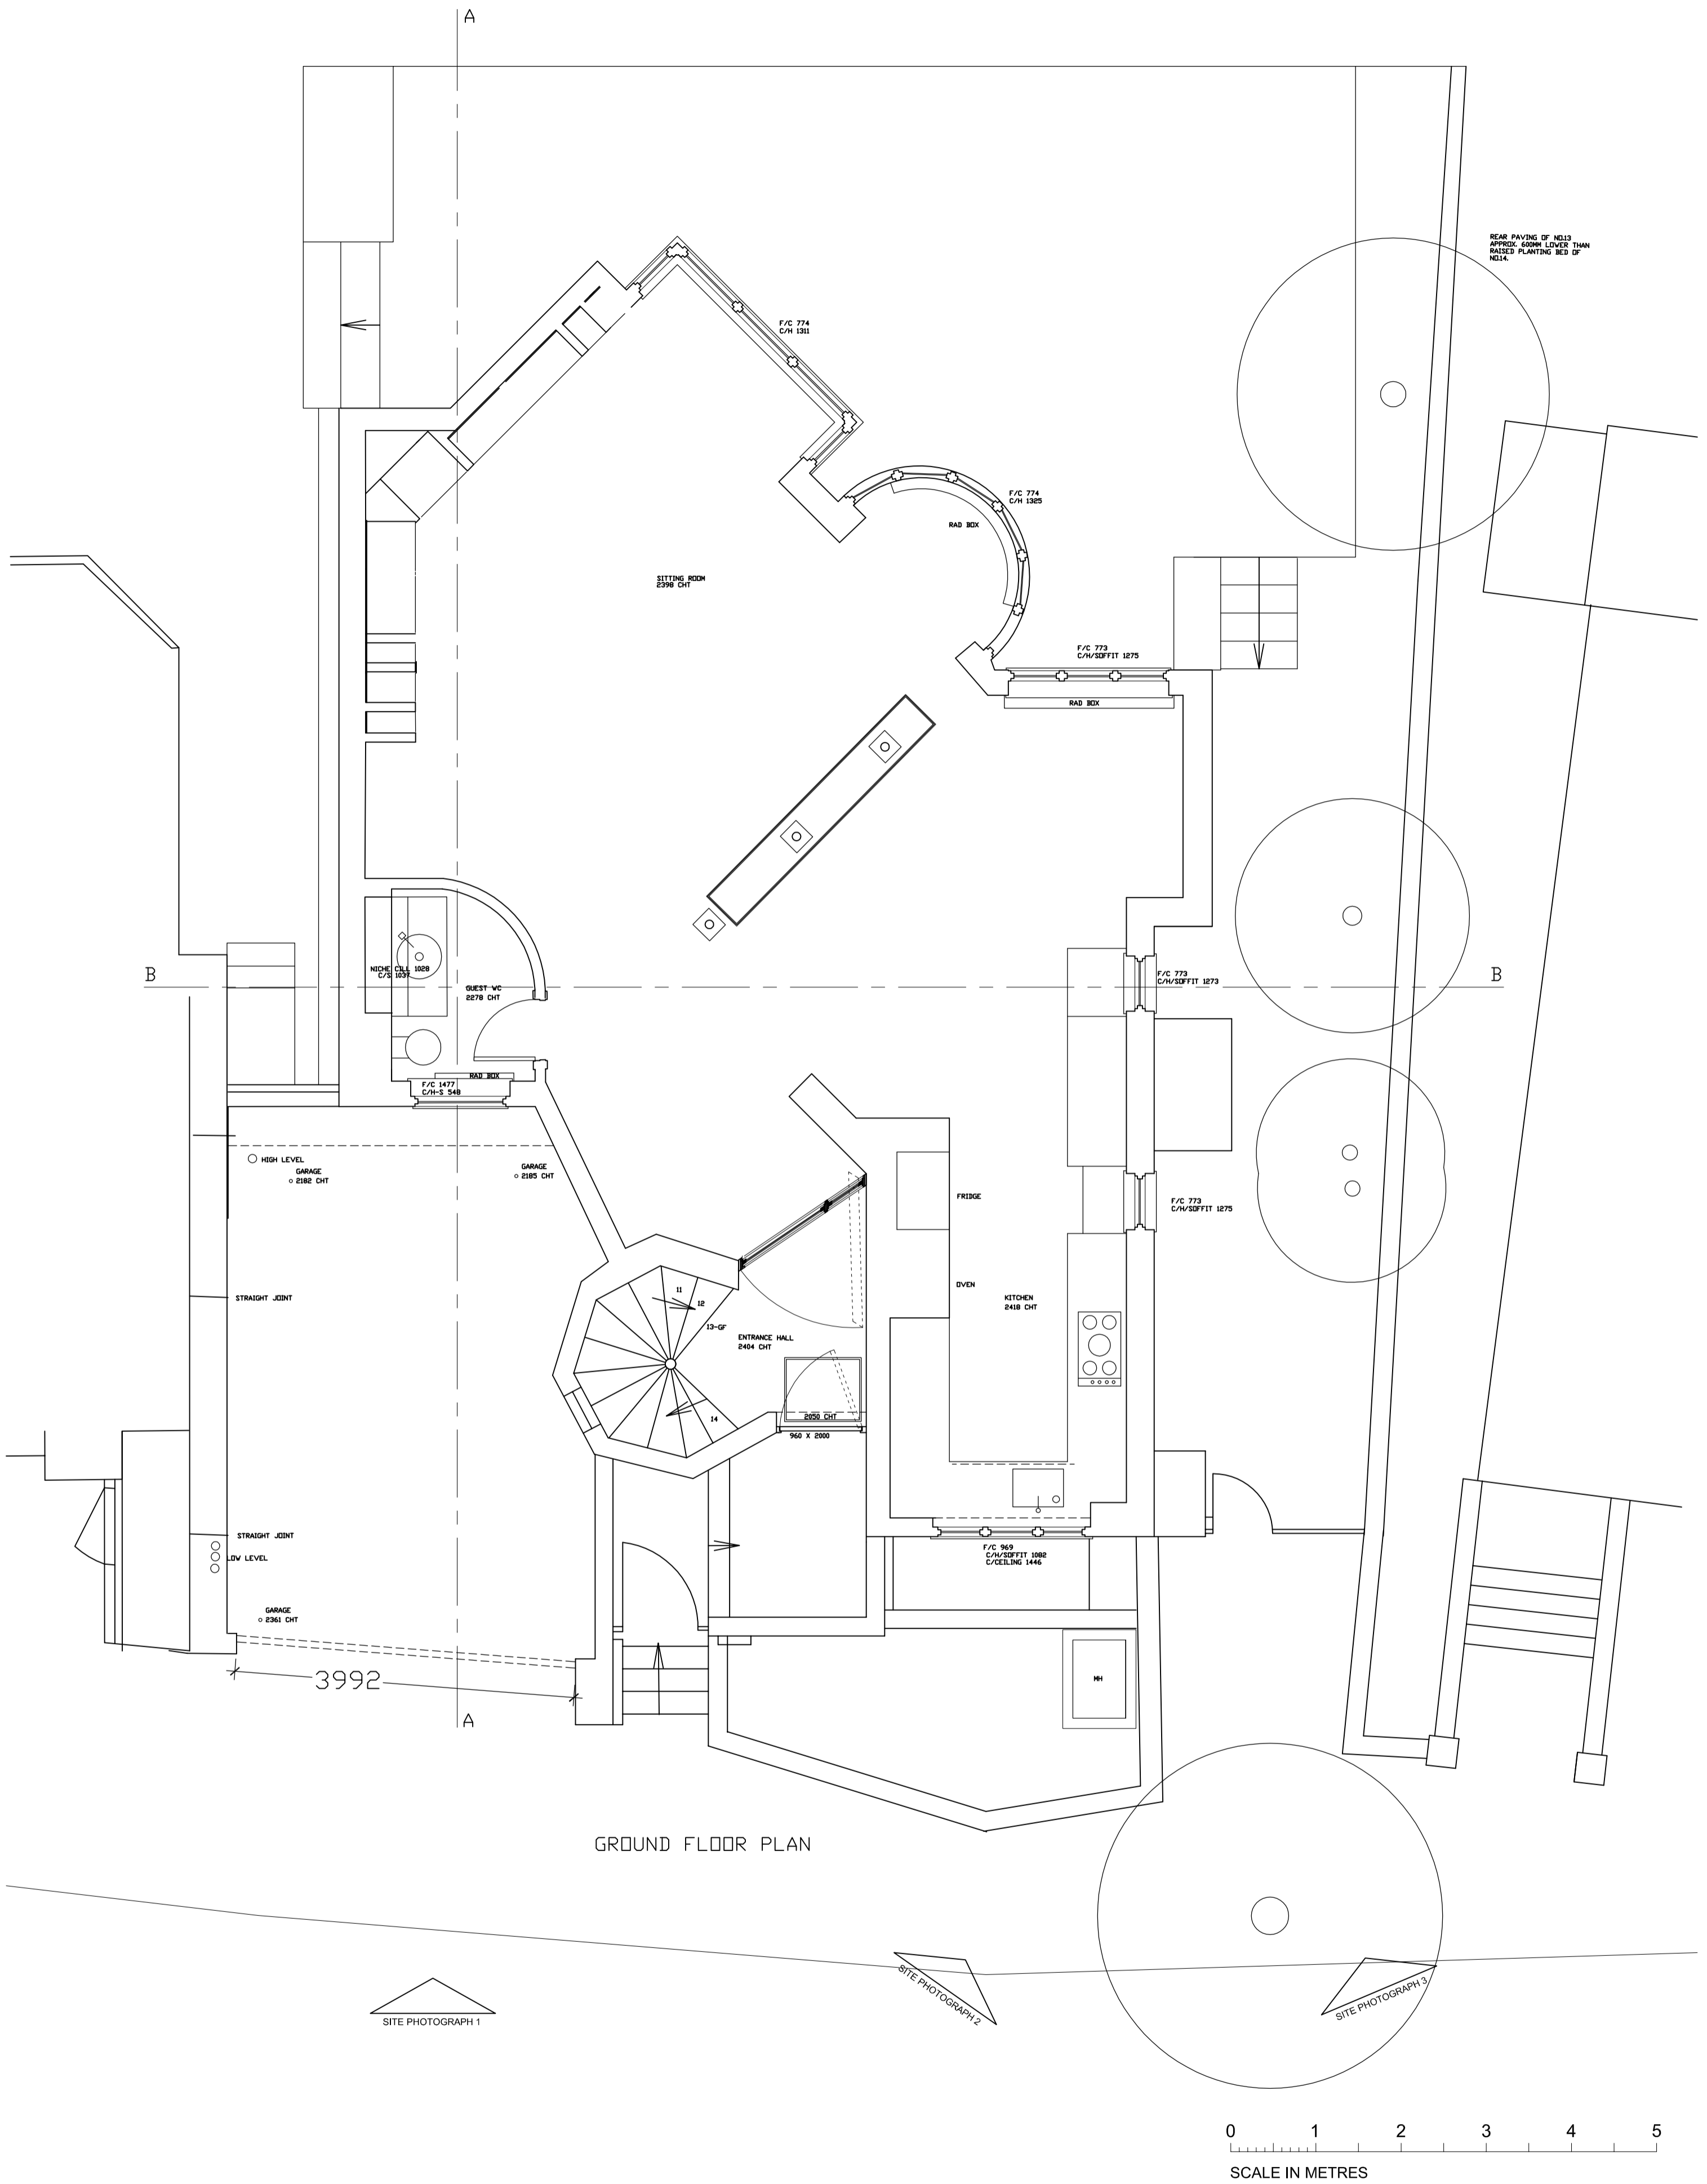 A
REAR PAVING OF NO.13
APPROX. 600MM LOWER THAN
RAISED PLANTING BED OF
NO.14.
F/C 774
C/H 1311
F/C 774
C/H 1325
RAD BOX
SITTING ROOM
2398 CHT
F/C 773
C/H/SOFFIT 1275
RAD BOX
B
NICHE CILL 1028
C/S 1037
GUEST WC
2278 CHT
F/C 773
C/H/SOFFIT 1273
B
RAD BOX
F/C 1477
C/H-S 548
HIGH LEVEL
GARAGE
2182 CHT
GARAGE
2185 CHT
FRIDGE
F/C 773
C/H/SOFFIT 1275
OVEN
KITCHEN
2418 CHT
STRAIGHT JOINT
11
12
13-GF
ENTRANCE HALL
2404 CHT
14
2050 CHT
960 X 2000
STRAIGHT JOINT
LOW LEVEL
F/C 969
C/H/SOFFIT 1082
C/CEILING 1446
GARAGE
2361 CHT
3992
MH
A
GROUND FLOOR PLAN
SITE PHOTOGRAPH 1
SITE PHOTOGRAPH 2
SITE PHOTOGRAPH 3
0 1 2 3 4 5
SCALE IN METRES